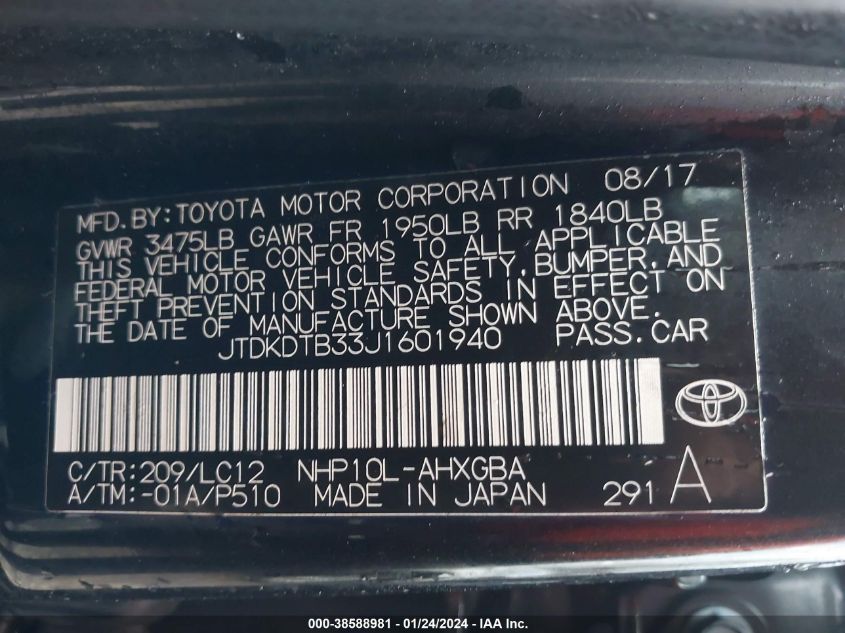 MFD.BY:TOYOTA MOTOR CORPORATION 08/17
GVWR 3475LB GAWR FR 1950LB RR 1840LB
THIS VEHICLE CONFORMS TO ALL APPLICABLE
FEDERAL MOTOR VEHICLE SAFETY,BUMPER,AND
THEFT PREVENTION STANDARDS IN EFFECT ON
THE DATE OF MANUFACTURE SHOWN ABOVE.
JTDKDTB33J1601940 PASS.CAR
C/TR:209/LC12 NHP10L-AHXGBA
A/TM:-01A/P510 MADE IN JAPAN 291 A
000-38588981 - 01/24/2024 - IAA Inc.